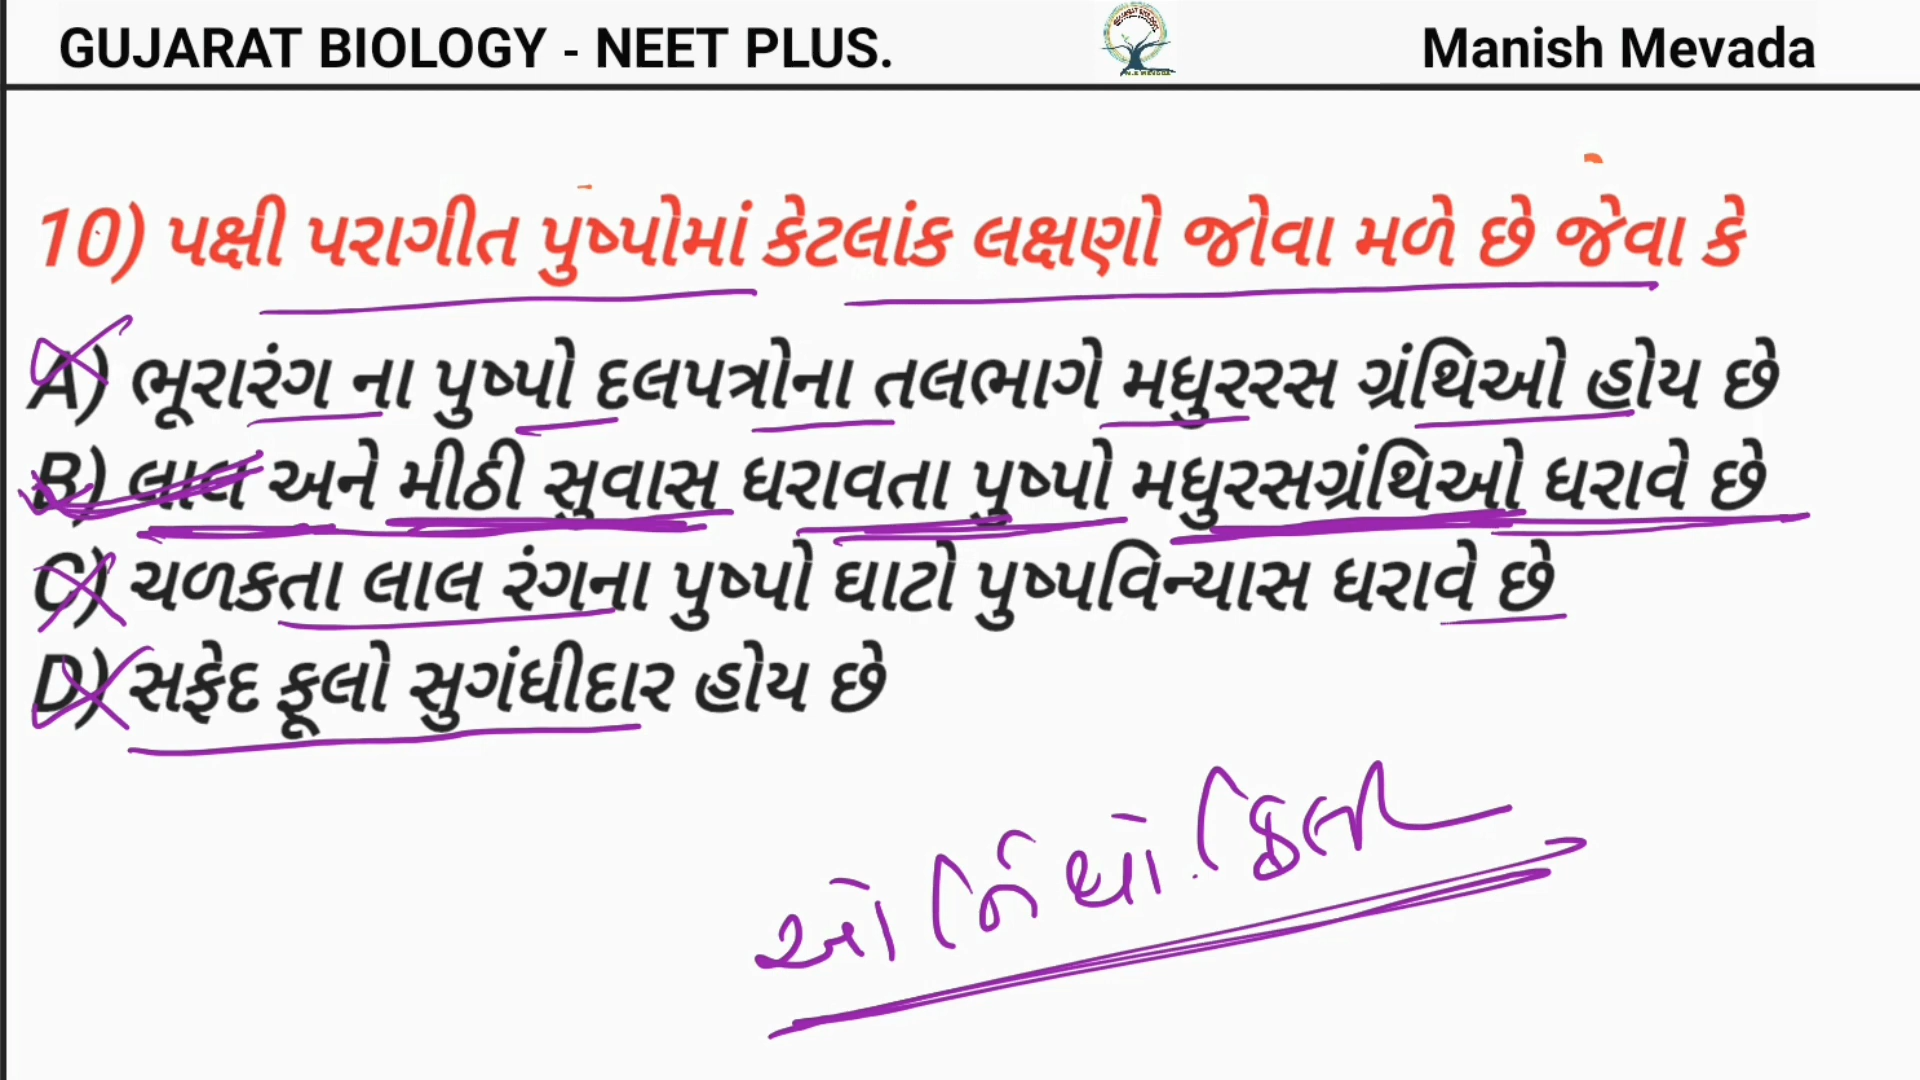 GUJARAT BIOLOGY - NEET PLUS.
Manish Mevada
10) પક્ષી પરાગીત પુષ્પોમાં કેટલાંક લક્ષણો જોવા મળે છે જેવા કે
A) ભૂરારંગ ના પુષ્પો દલપત્રોના તલભાગે મધુરરસ ગ્રંથિઓ હોય છે
B) લાલ અને મીઠી સુવાસ ધરાવતા પુષ્પો મધુરસગ્રંથિઓ ધરાવે છે
C) ચળકતા લાલ રંગના પુષ્પો ઘાટો પુષ્પવિન્યાસ ધરાવે છે
D) સફેદ ફૂલો સુગંધીદાર હોય છે